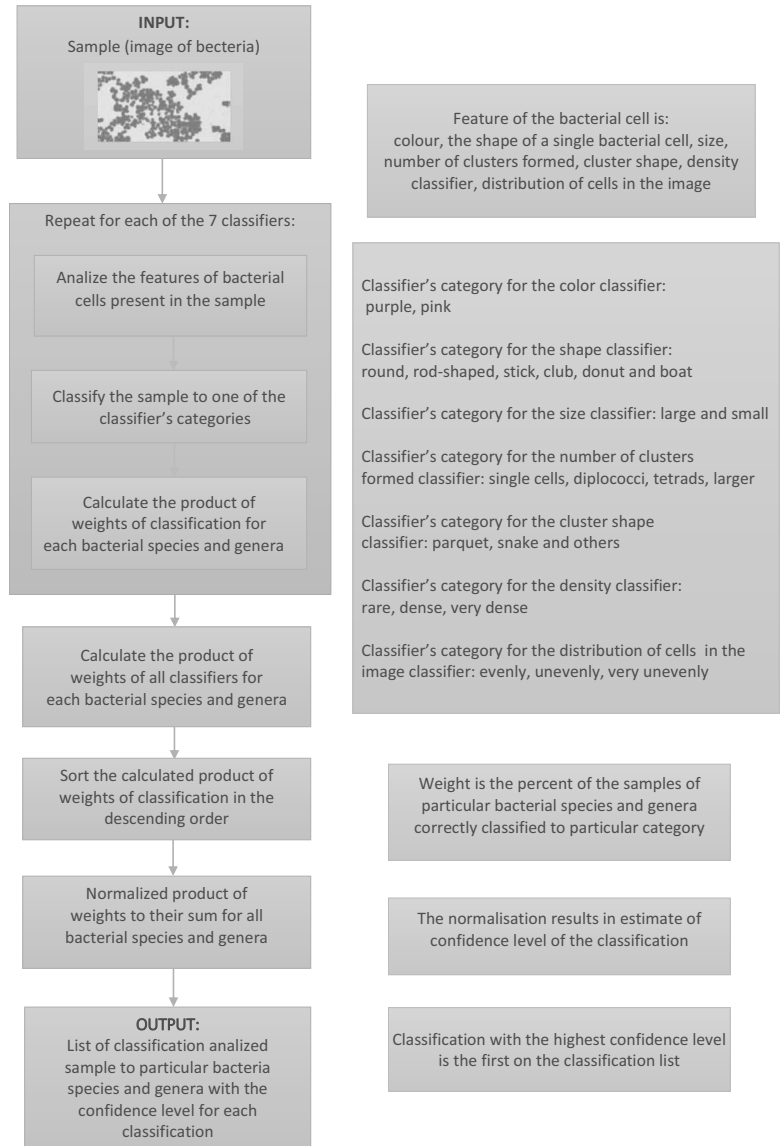 INPUT:
Sample (image of becteria)
Repeat for each of the 7 classifiers:
Analize the features of bacterial
cells present in the sample
Classify the sample to one of the
classifier's categories
Calculate the product of
weights of classification for
each bacterial species and genera
Calculate the product of
weights of all classifiers for
each bacterial species and genera
Sort the calculated product of
weights of classification in the
descending order
Normalized product of
weights to their sum for all
bacterial species and genera
OUTPUT:
List of classification analized
sample to particular bacteria
species and genera with the
confidence level for each
classification
Feature of the bacterial cell is:
colour, the shape of a single bacterial cell, size,
number of clusters formed, cluster shape, density
classifier, distribution of cells in the image
Classifier's category for the color classifier:
purple, pink
Classifier's category for the shape classifier:
round, rod-shaped, stick, club, donut and boat
Classifier's category for the size classifier: large and small
Classifier's category for the number of clusters
formed classifier: single cells, diplococci, tetrads, larger
Classifier's category for the cluster shape
classifier: parquet, snake and others
Classifier's category for the density classifier:
rare, dense, very dense
Classifier's category for the distribution of cells in the
image classifier: evenly, unevenly, very unevenly
Weight is the percent of the samples of
particular bacterial species and genera
correctly classified to particular category
The normalisation results in estimate of
confidence level of the classification
Classification with the highest confidence level
is the first on the classification list